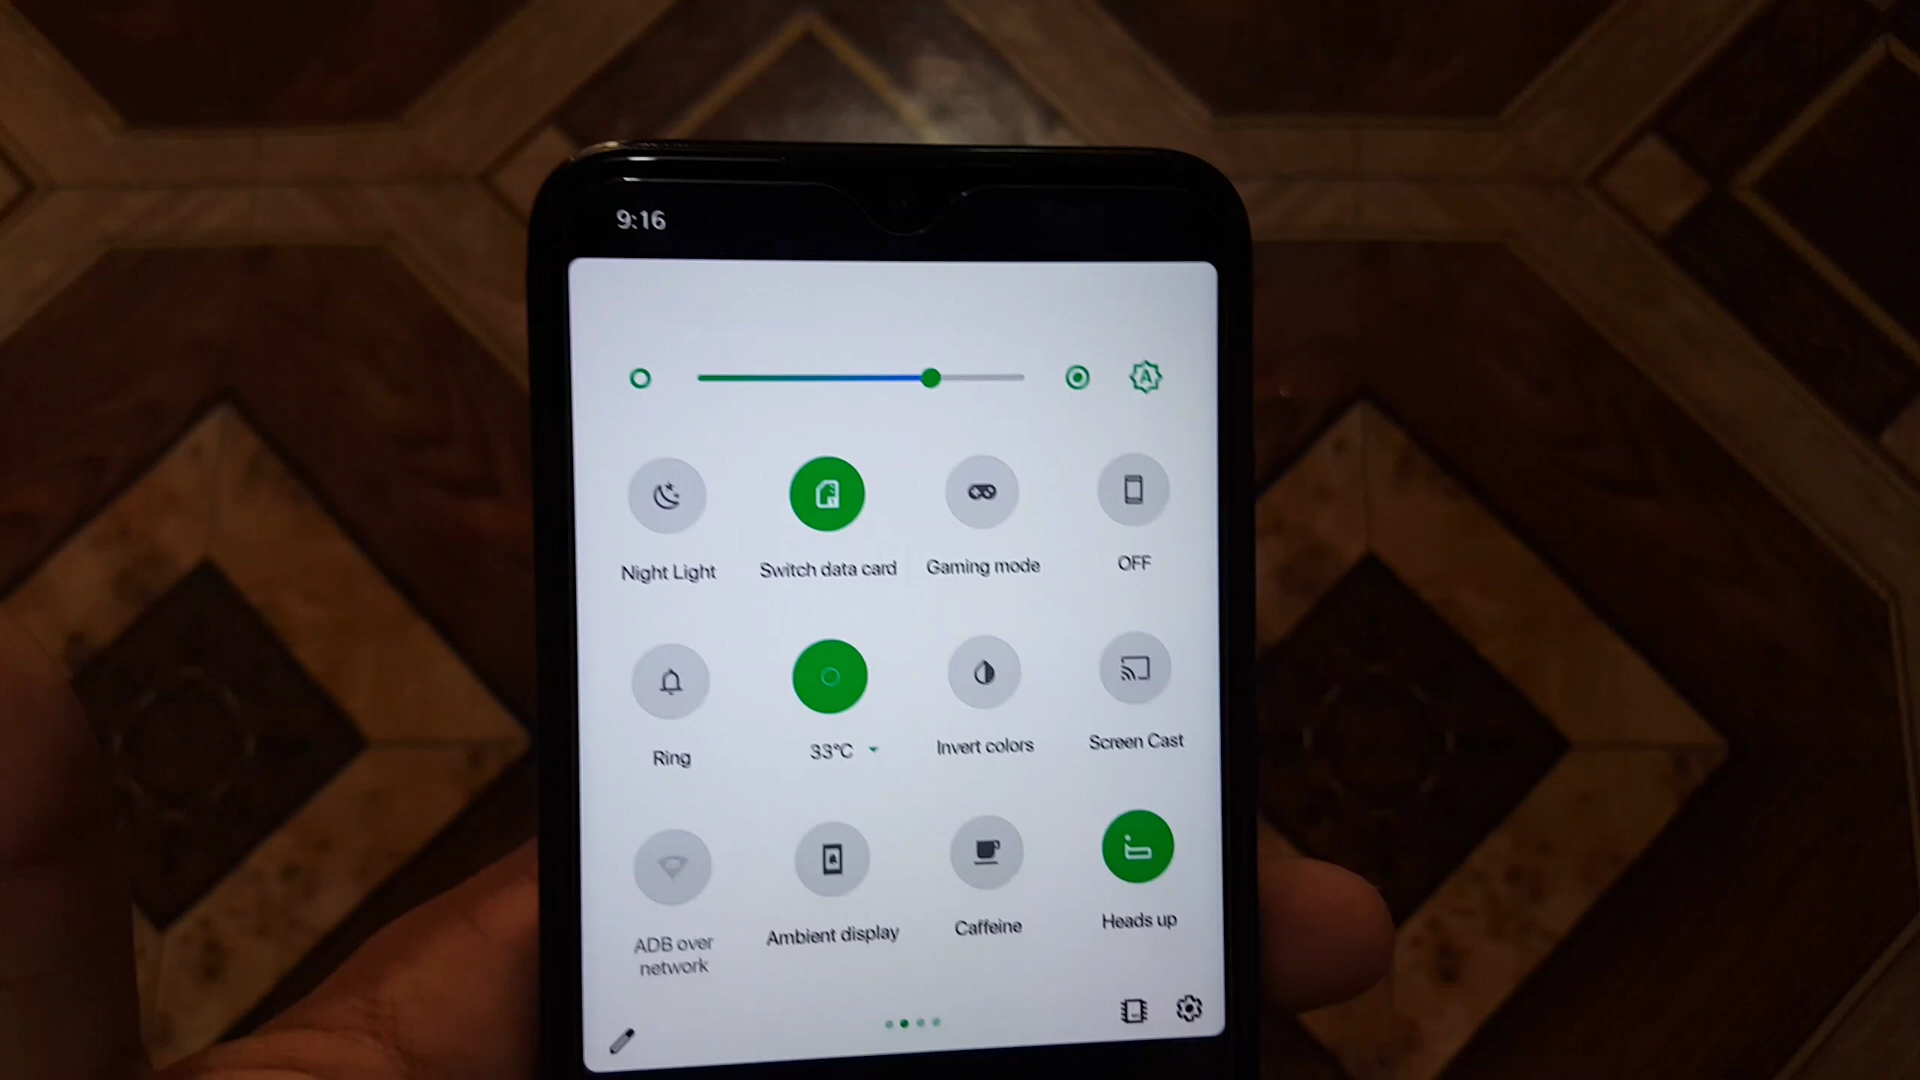 9:16
A
Night Light
Switch data card
Gaming mode
OFF
Ring
33°C
Invert colors
Screen Cast
ADB over
network
Ambient display
Caffeine
Heads up